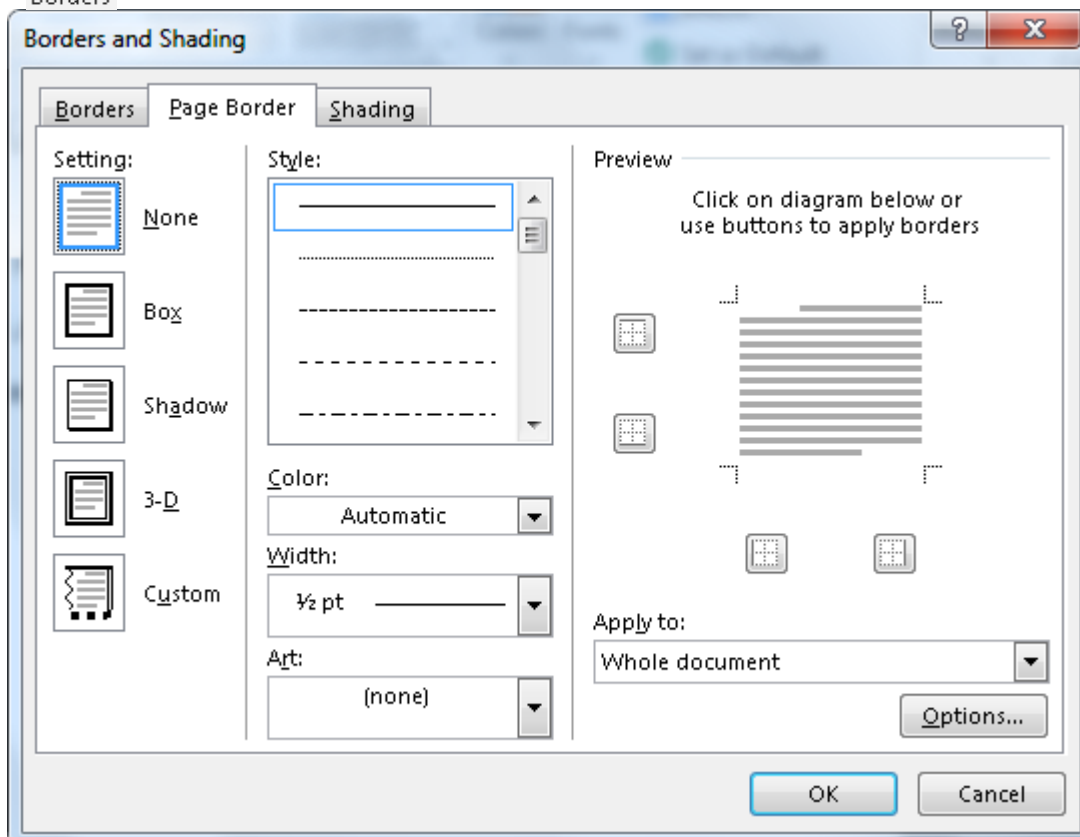 Borders
Borders and Shading
Borders Page Border Shading
Setting:
None
Box
Shadow
3-D
Custom
Style:
Color:
Automatic
Width:
½ pt
Art:
(none)
Preview
Click on diagram below or
use buttons to apply borders
Apply to:
Whole document
Options...
OK Cancel